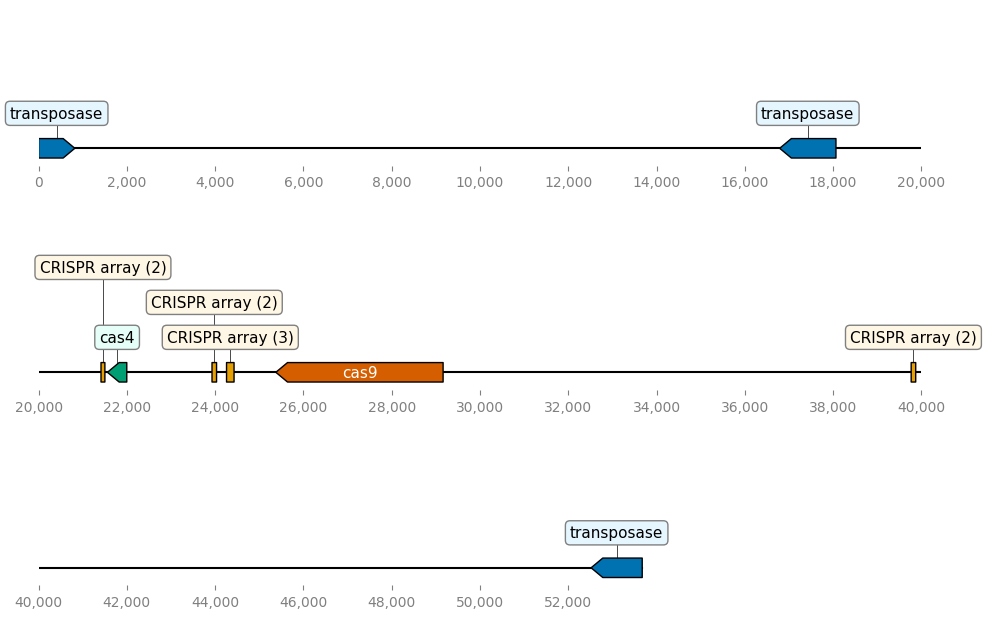 transposase transposase
0 2,000 4,000 6,000 8,000 10,000 12,000 14,000 16,000 18,000 20,000
CRISPR array (2)
CRISPR array (2)
cas4 CRISPR array (3) CRISPR array (2)
cas9
20,000 22,000 24,000 26,000 28,000 30,000 32,000 34,000 36,000 38,000 40,000
transposase
40,000 42,000 44,000 46,000 48,000 50,000 52,000